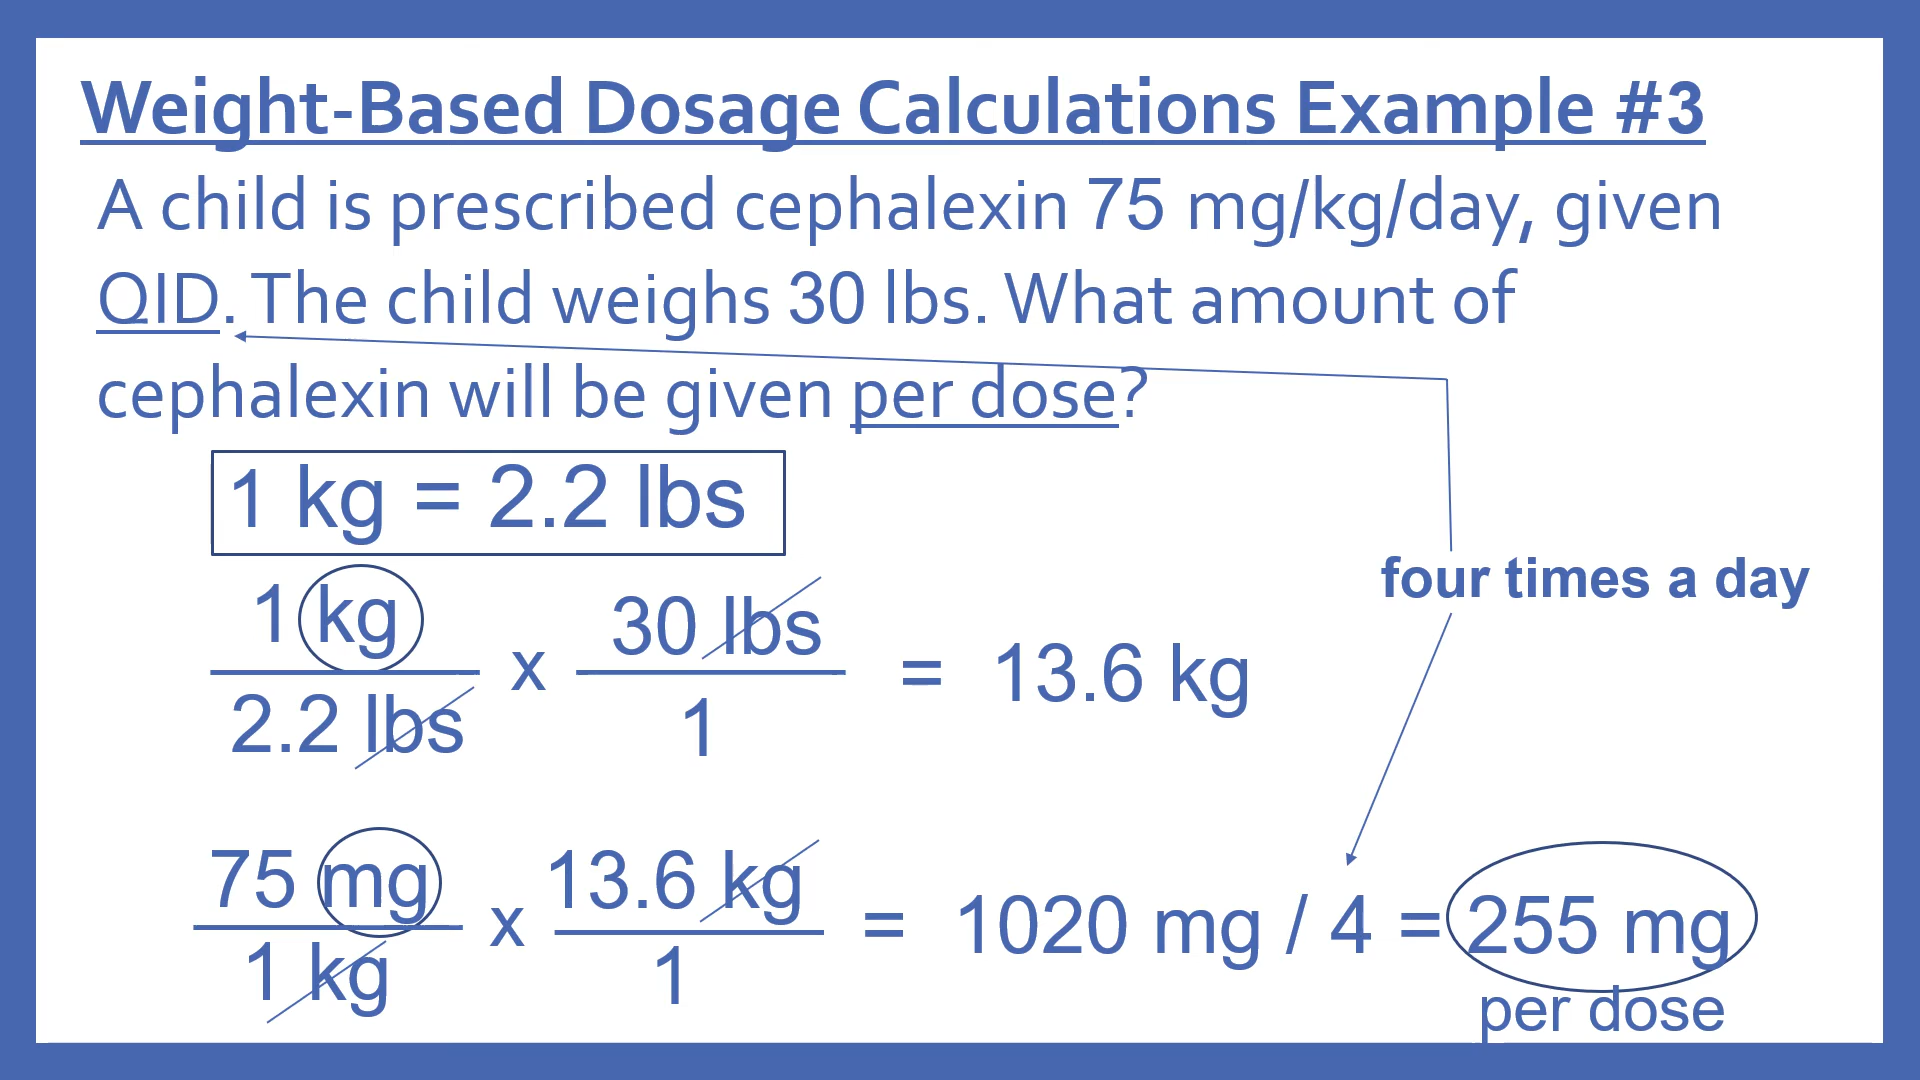 Weight-Based Dosage Calculations Example #3
A child is prescribed cephalexin 75 mg/kg/day, given
QID. The child weighs 30 lbs. What amount of
cephalexin will be given per dose?
1 kg = 2.2 lbs
four times a day
1 kg
2.2 lbs
x
30 lbs
1
= 13.6 kg
75 mg
1 kg
x
13.6 kg
1
= 1020 mg / 4 = 255 mg
per dose